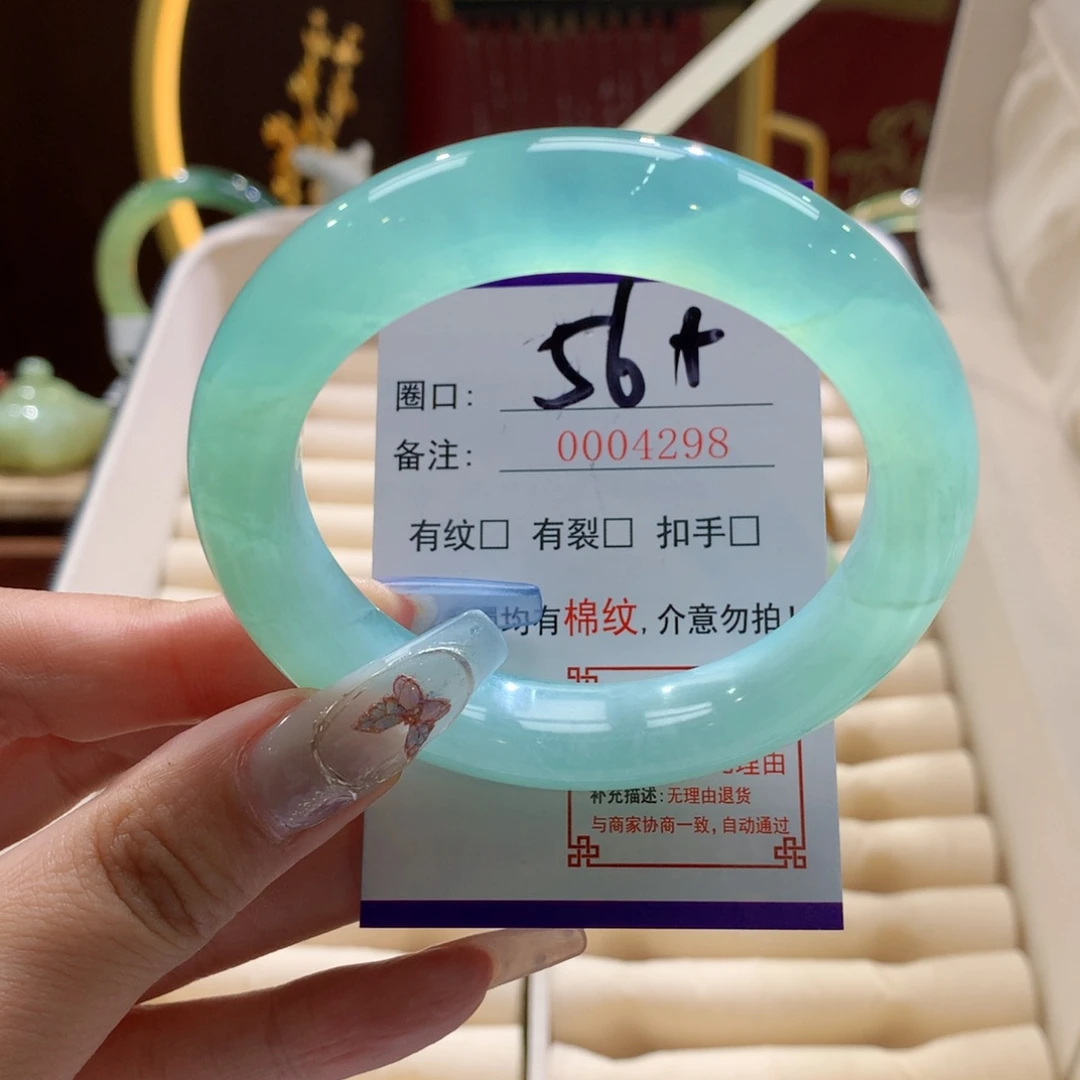 圈口: 56+
备注: 0004298
有纹□ 有裂□ 扣手□
均有棉纹, 介意勿拍!
理由
补充描述:无理由退货
与商家协商一致, 自动通过